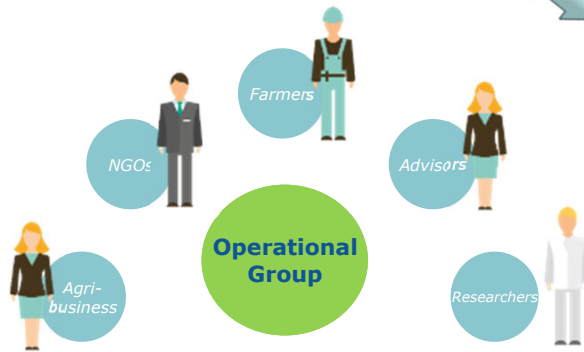 Farmers
NGOs
Advisors
Operational
Group
Agri-
business
Researchers